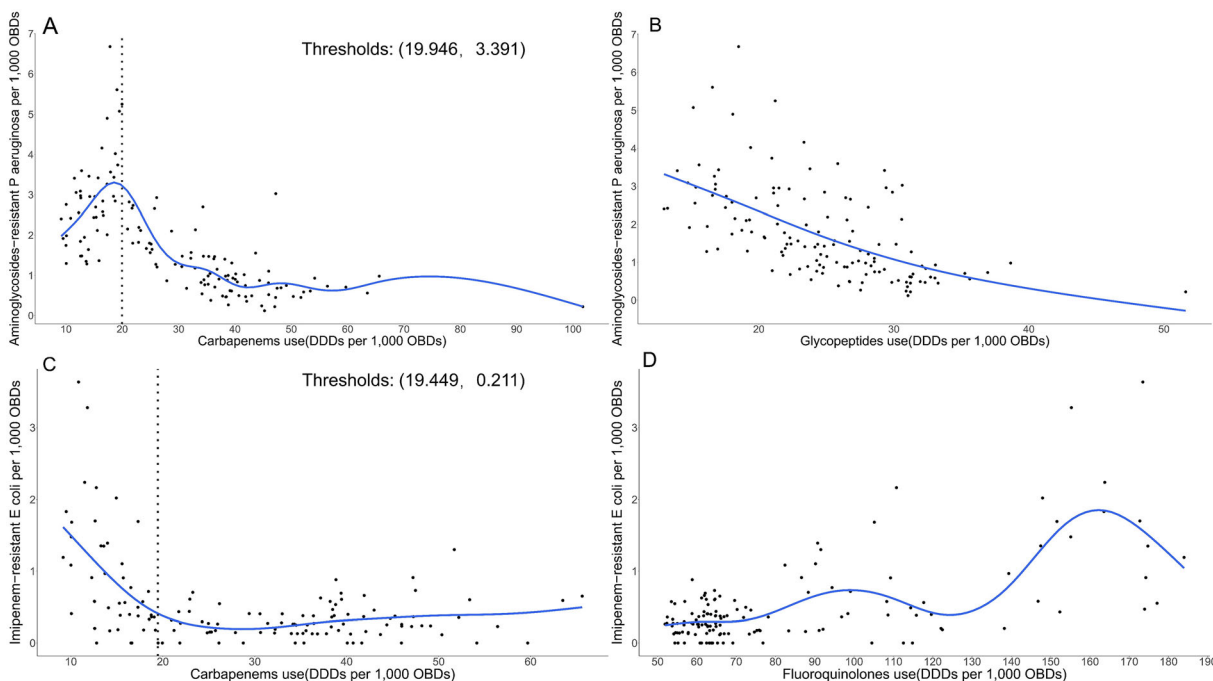 A
Thresholds: (19.946, 3.391)
Aminoglycosides-resistant P aeruginosa per 1,000 OBDs
7
6
5
4
3
2
1
0
10 20 30 40 50 60 70 80 90 100
Carbapenems use(DDDs per 1,000 OBDs)
B
Aminoglycosides-resistant P aeruginosa per 1,000 OBDs
7
6
5
4
3
2
1
0
20 30 40 50
Glycopeptides use(DDDs per 1,000 OBDs)
C
Thresholds: (19.449, 0.211)
Imipenem-resistant E coli per 1,000 OBDs
3
2
1
0
10 20 30 40 50 60
Carbapenems use(DDDs per 1,000 OBDs)
D
Imipenem-resistant E coli per 1,000 OBDs
3
2
1
0
50 60 70 80 90 100 110 120 130 140 150 160 170 180 190
Fluoroquinolones use(DDDs per 1,000 OBDs)